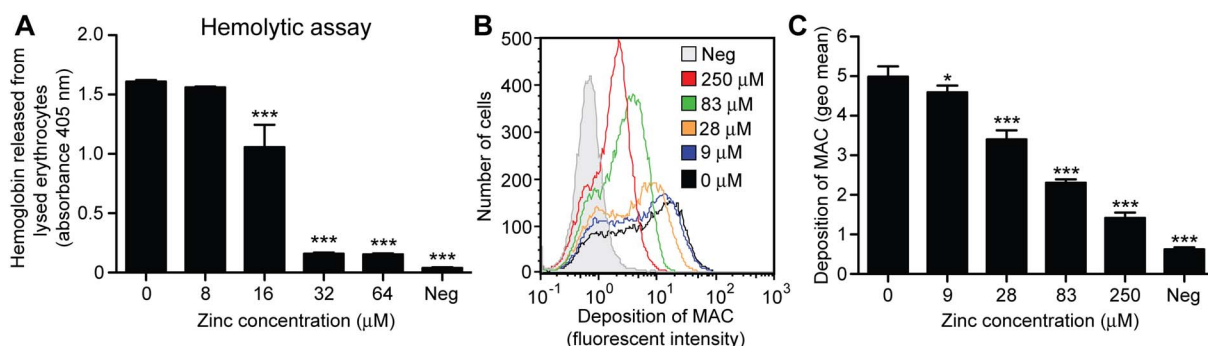 A
Hemolytic assay
Hemoglobin released from
lysed erythrocytes
(absorbance 405 nm)
2.0
1.5
1.0
0.5
0
***
***
***
***
0 8 16 32 64 Neg
Zinc concentration (μM)
B
Number of cells
500
400
300
200
100
0
Neg
250 μM
83 μM
28 μM
9 μM
0 μM
10-1 100 101 102 103
Deposition of MAC
(fluorescent intensity)
C
Deposition of MAC (geo mean)
6
5
4
3
2
1
0
*
***
***
***
***
0 9 28 83 250 Neg
Zinc concentration (μM)